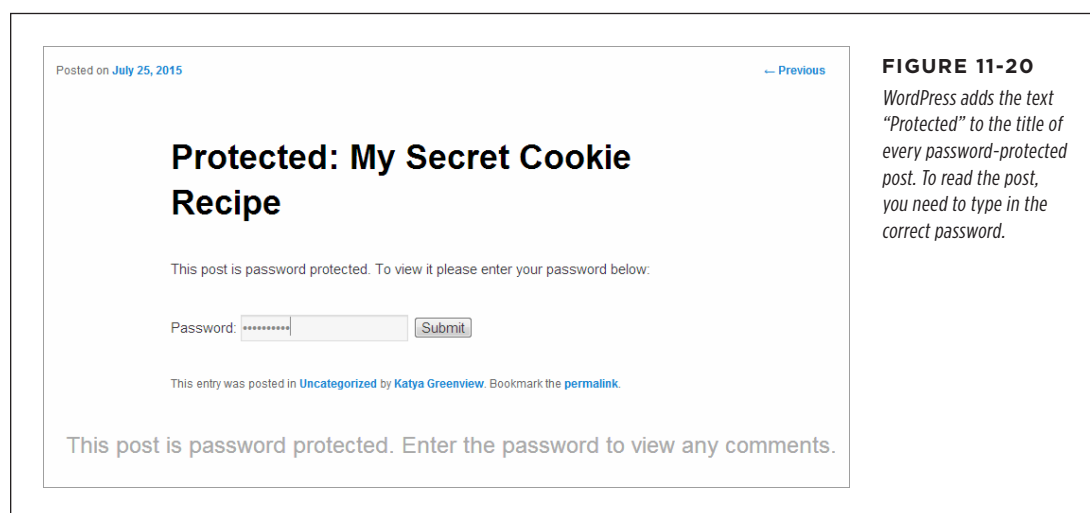 Posted on July 25, 2015
← Previous
Protected: My Secret Cookie
Recipe
This post is password protected. To view it please enter your password below:
Password: •••••••••• Submit
This entry was posted in Uncategorized by Katya Greenview. Bookmark the permalink.
This post is password protected. Enter the password to view any comments.
FIGURE 11-20
WordPress adds the text
“Protected” to the title of
every password-protected
post. To read the post,
you need to type in the
correct password.